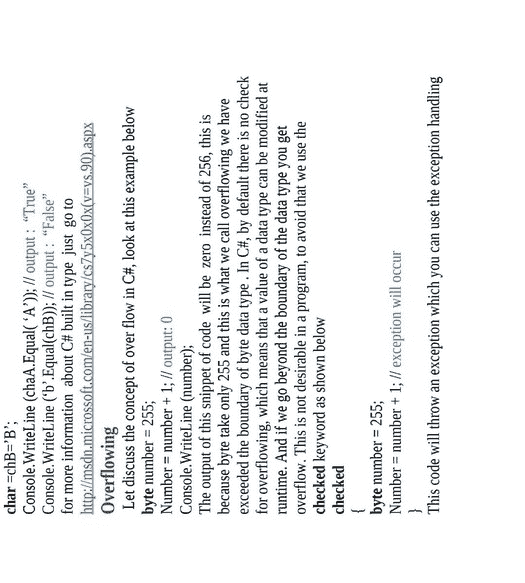 char =chB='B';
Console.WriteLine (chaA.Equal( ‘A’)); // output : “True”
Console.WriteLine (‘b’.Equal(chB)); // output : “False”
for more information about C# built in type just go to
http://msdn.microssoft.com/en-us/library/cs7y5x0x0x(v=vs.90).aspx
Overflowing
Let discuss the concept of over flow in C#, look at this example below
byte number = 255;
Number = number + 1; // output: 0
Console.WriteLine (number);
The output of this snippet of code will be zero instead of 256, this is
because byte take only 255 and this is what we call overflowing we have
exceeded the boundary of byte data type . In C#, by default there is no check
for overflowing, which means that a value of a data type can be modified at
runtime. And if we go beyond the boundary of the data type you get
overflow. This is not desirable in a program, to avoid that we use the
checked keyword as shown below
checked
{
byte number = 255;
Number = number + 1; // exception will occur
}
This code will throw an exception which you can use the exception handling